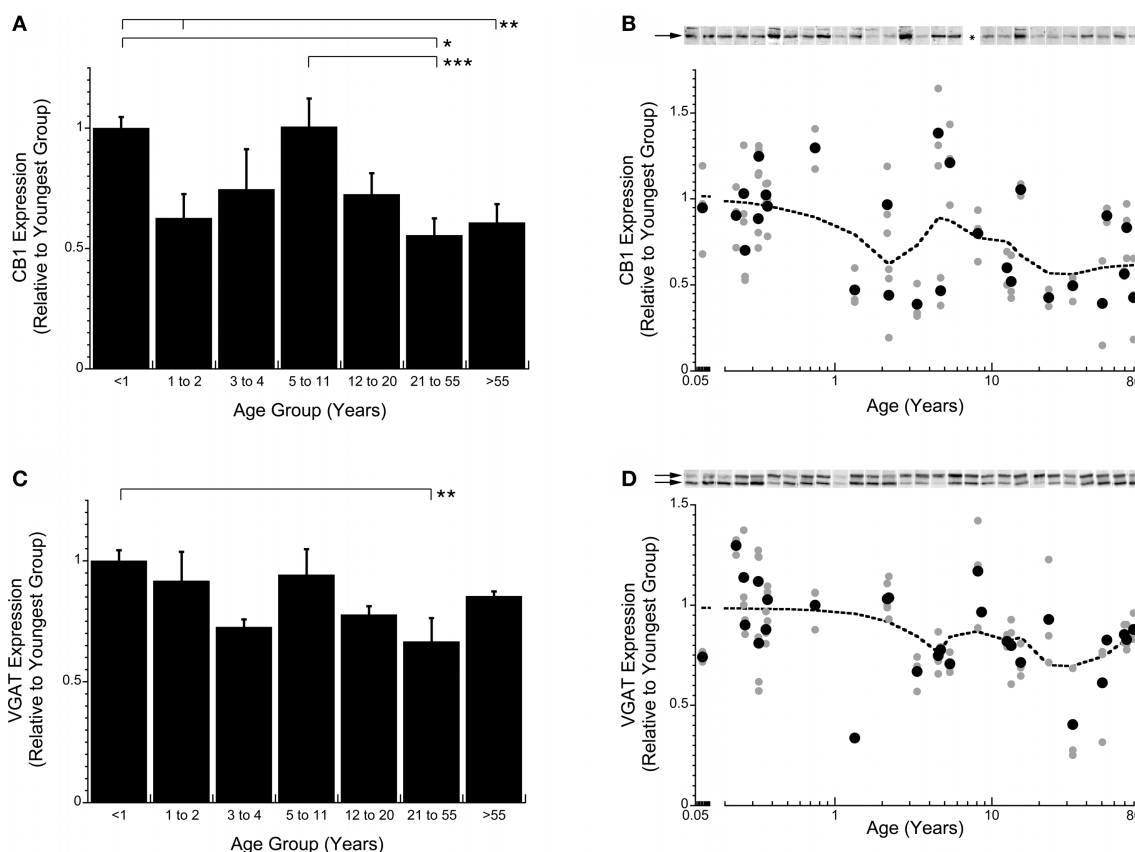 A
**
*
***
1
0.5
0
CB1 Expression
(Relative to Youngest Group)
<1 1 to 2 3 to 4 5 to 11 12 to 20 21 to 55 >55
Age Group (Years)
B
*
1.5
1
0.5
0
CB1 Expression
(Relative to Youngest Group)
0.05 1 10 80
Age (Years)
C
**
1
0.5
0
VGAT Expression
(Relative to Youngest Group)
<1 1 to 2 3 to 4 5 to 11 12 to 20 21 to 55 >55
Age Group (Years)
D
1.5
1
0.5
0
VGAT Expression
(Relative to Youngest Group)
0.05 1 10 80
Age (Years)